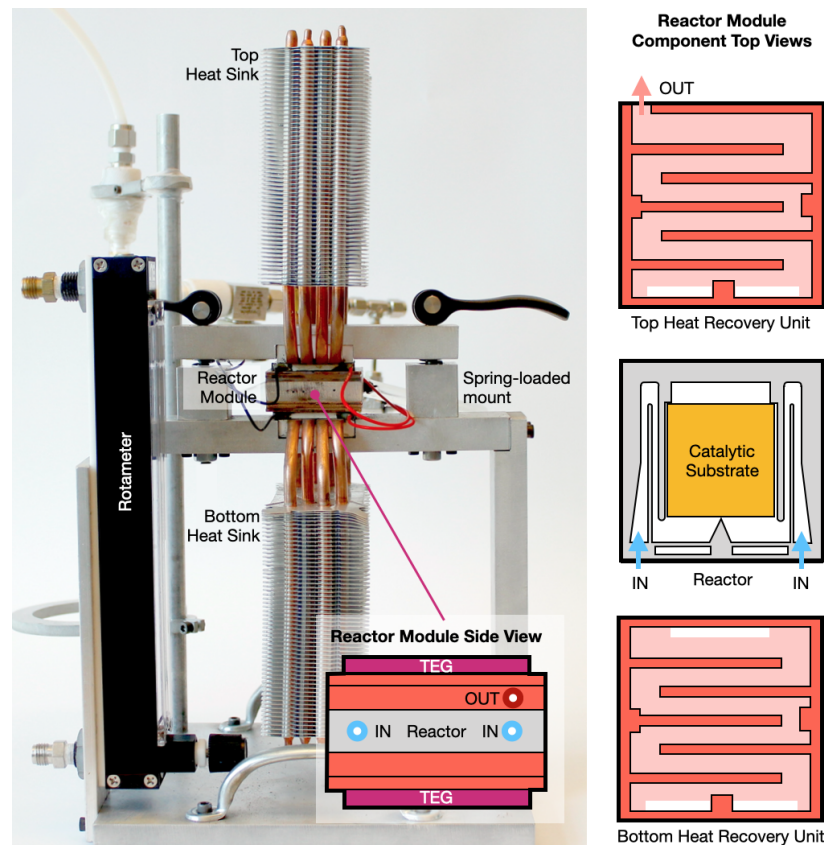 Reactor Module
Component Top Views
Top
Heat Sink
OUT
Top Heat Recovery Unit
Reactor
Module
Spring-loaded
mount
Catalytic
Substrate
Rotameter
IN
Reactor
IN
Bottom
Heat Sink
Reactor Module Side View
TEG
OUT
IN
Reactor
IN
TEG
Bottom Heat Recovery Unit